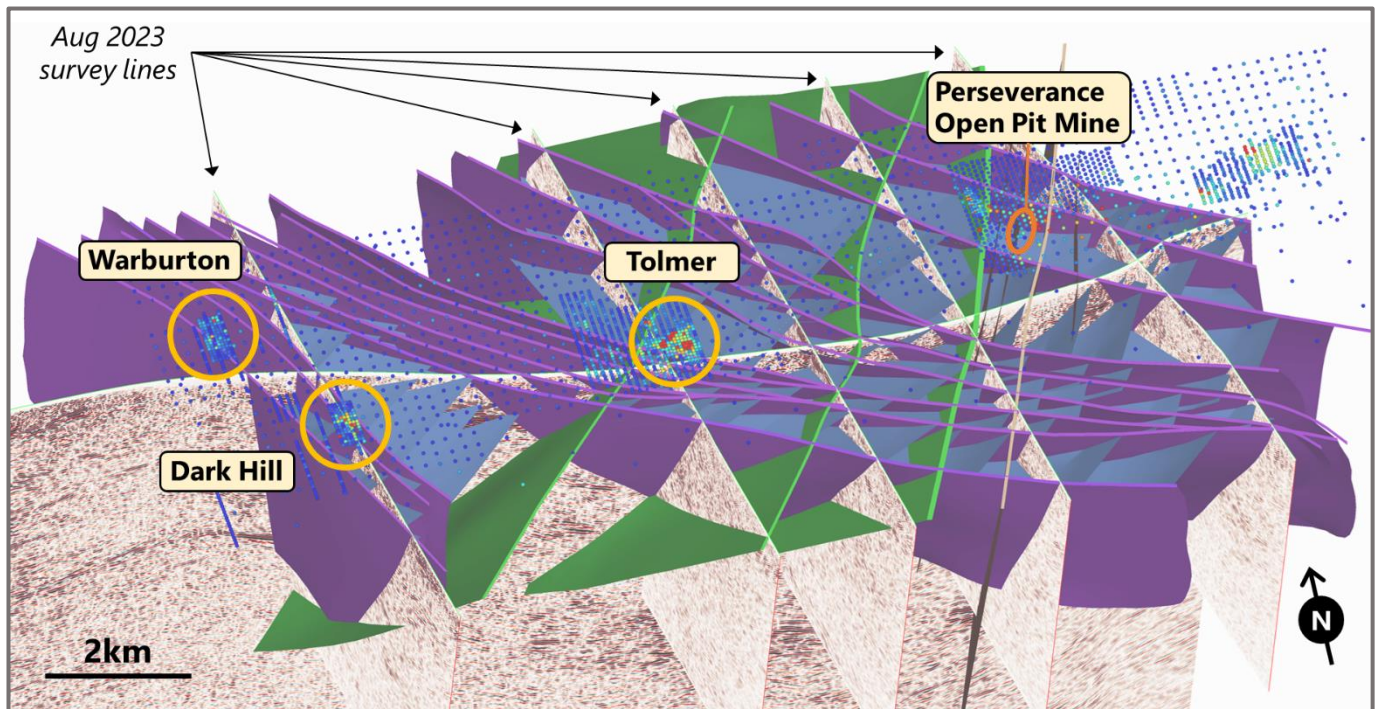 Aug 2023
survey lines
Perseverance
Open Pit Mine
Warburton
Tolmer
Dark Hill
2km
N